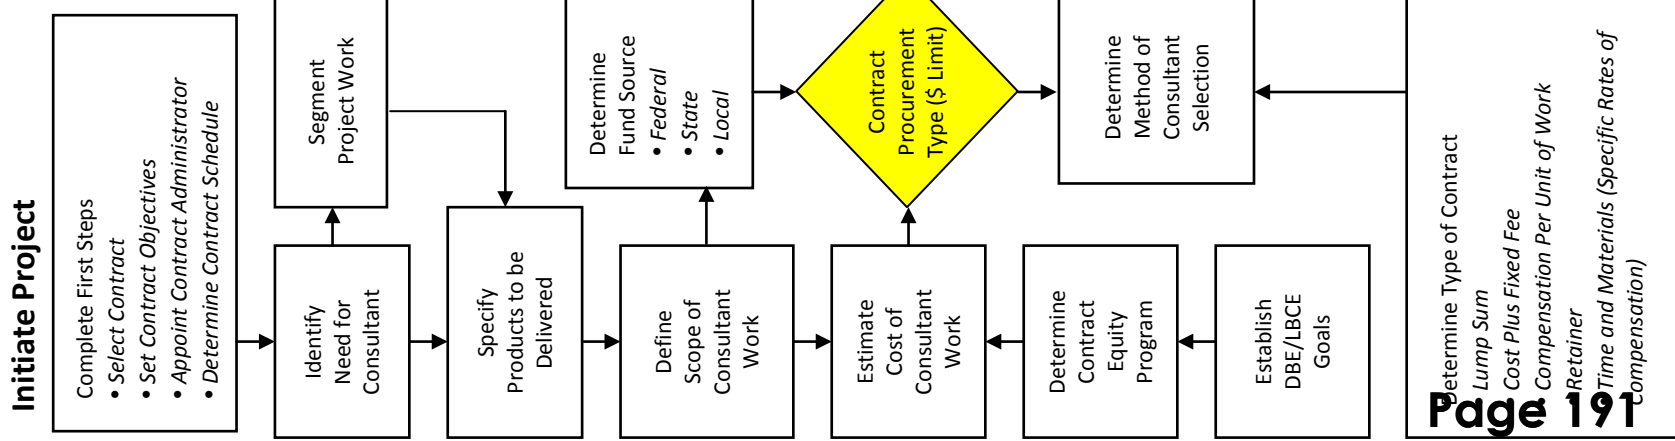 Initiate Project
Complete First Steps
• Select Contract
• Set Contract Objectives
• Appoint Contract Administrator
• Determine Contract Schedule
Identify
Need for
Consultant
Segment
Project Work
Specify
Products to be
Delivered
Define
Scope of
Consultant
Work
Determine
Fund Source
• Federal
• State
• Local
Estimate
Cost of
Consultant
Work
Contract
Procurement
Type ($ Limit)
Determine
Contract
Equity
Program
Determine
Method of
Consultant
Selection
Establish
DBE/LBCE
Goals
Determine Type of Contract
Lump Sum
Cost Plus Fixed Fee
• Compensation Per Unit of Work
• Retainer
• Time and Materials (Specific Rates of
Compensation)
Page 191